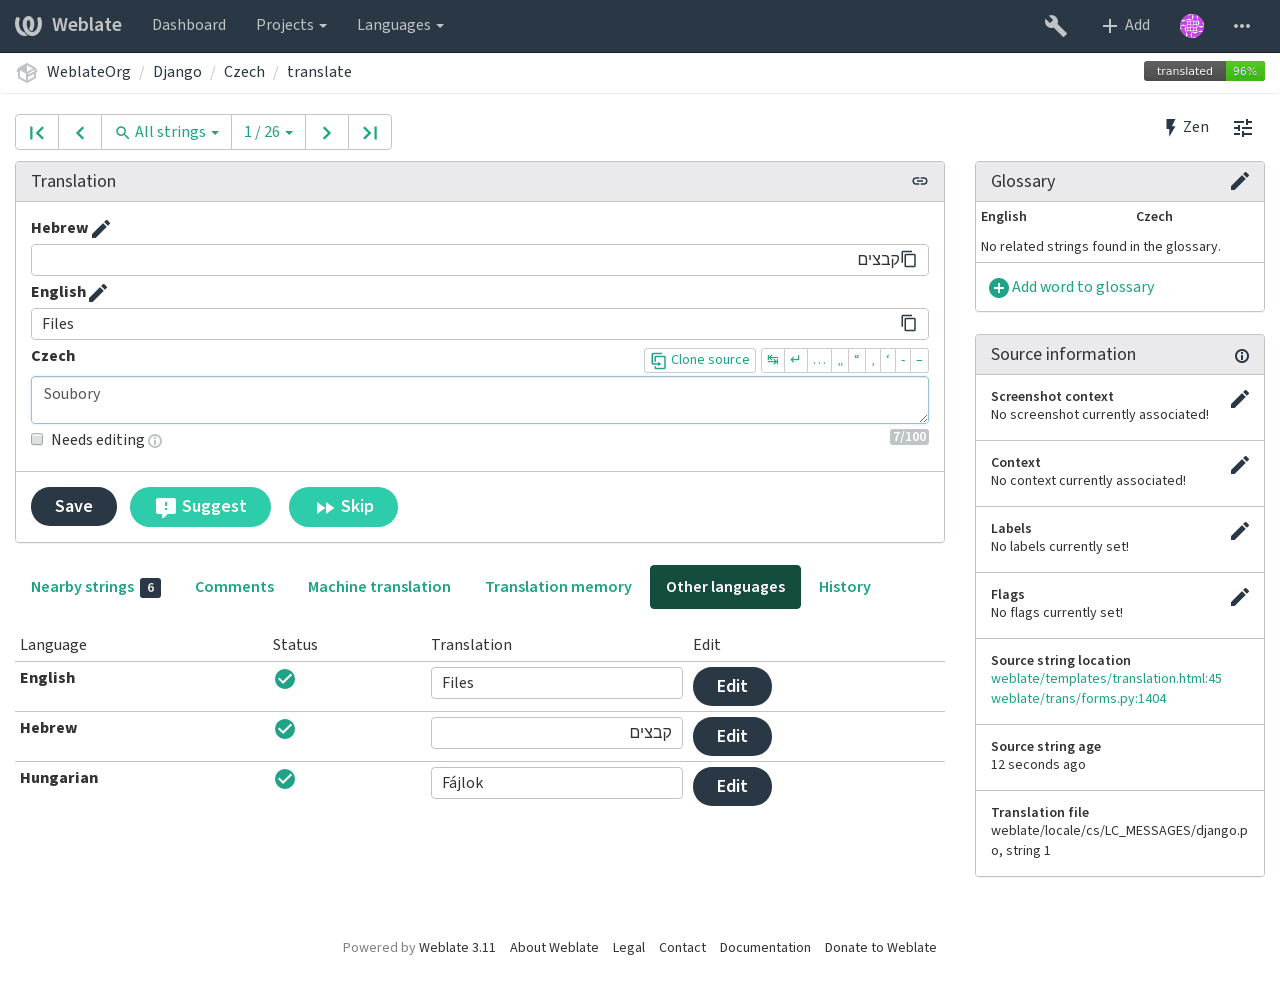 Weblate Dashboard Projects Languages Add
WeblateOrg / Django / Czech / translate translated 96%
All strings 1 / 26 Zen
Translation
Hebrew
קבצים
English
Files
Czech Clone source ↹ ↵ … „ “ ‚ ‘ - –
Soubory
Needs editing 7/100
Save Suggest Skip
Nearby strings 6 Comments Machine translation Translation memory Other languages History
Language Status Translation Edit
English Files Edit
Hebrew קבצים Edit
Hungarian Fájlok Edit
Glossary
English Czech
No related strings found in the glossary.
Add word to glossary
Source information
Screenshot context
No screenshot currently associated!
Context
No context currently associated!
Labels
No labels currently set!
Flags
No flags currently set!
Source string location
weblate/templates/translation.html:45
weblate/trans/forms.py:1404
Source string age
12 seconds ago
Translation file
weblate/locale/cs/LC_MESSAGES/django.p
o, string 1
Powered by Weblate 3.11 About Weblate Legal Contact Documentation Donate to Weblate